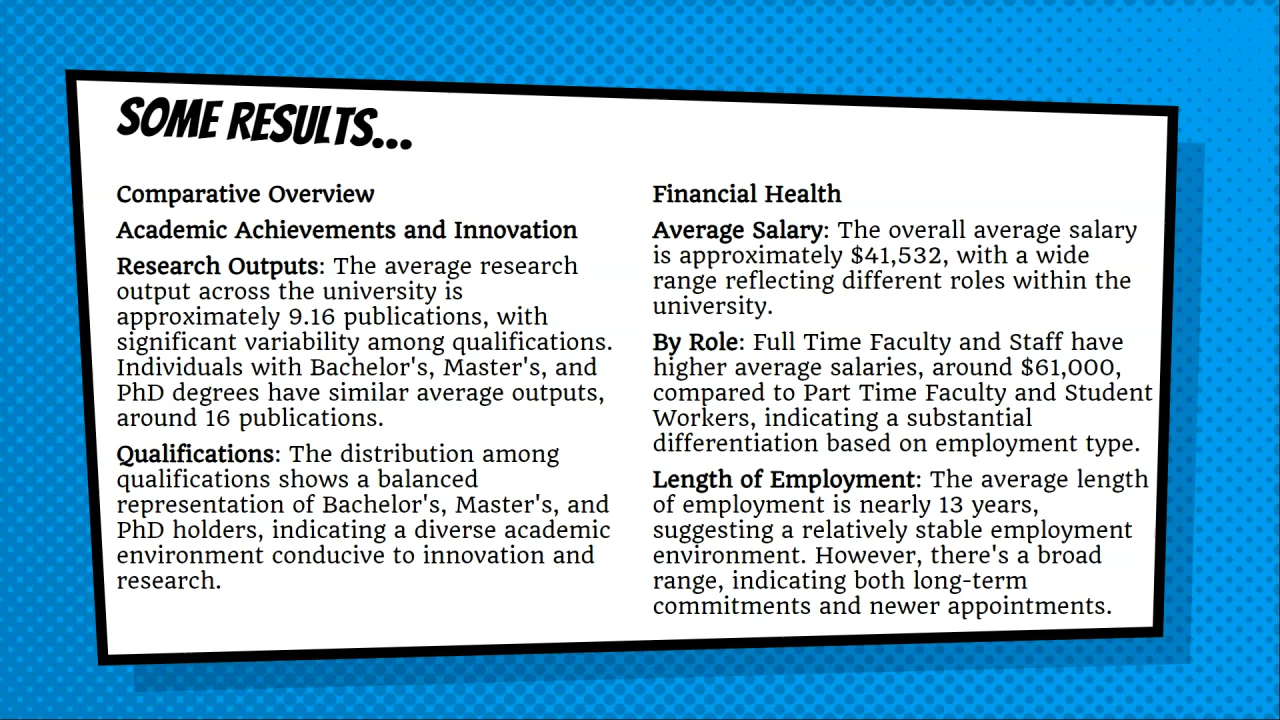 SOME RESULTS...
Comparative Overview
Academic Achievements and Innovation
Research Outputs: The average research
output across the university is
approximately 9.16 publications, with
significant variability among qualifications.
Individuals with Bachelor's, Master's, and
PhD degrees have similar average outputs,
around 16 publications.
Qualifications: The distribution among
qualifications shows a balanced
representation of Bachelor's, Master's, and
PhD holders, indicating a diverse academic
environment conducive to innovation and
research.
Financial Health
Average Salary: The overall average salary
is approximately $41,532, with a wide
range reflecting different roles within the
university.
By Role: Full Time Faculty and Staff have
higher average salaries, around $61,000,
compared to Part Time Faculty and Student
Workers, indicating a substantial
differentiation based on employment type.
Length of Employment: The average length
of employment is nearly 13 years,
suggesting a relatively stable employment
environment. However, there's a broad
range, indicating both long-term
commitments and newer appointments.